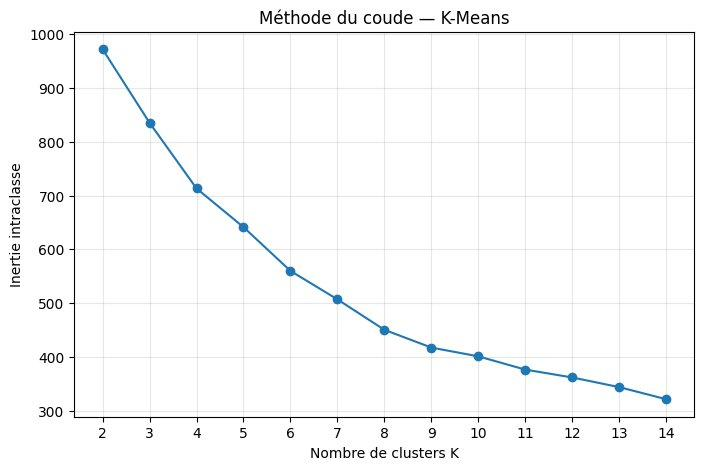 Méthode du coude — K-Means
1000
900
800
700
600
500
400
300
Inertie intraclasse
2 3 4 5 6 7 8 9 10 11 12 13 14
Nombre de clusters K